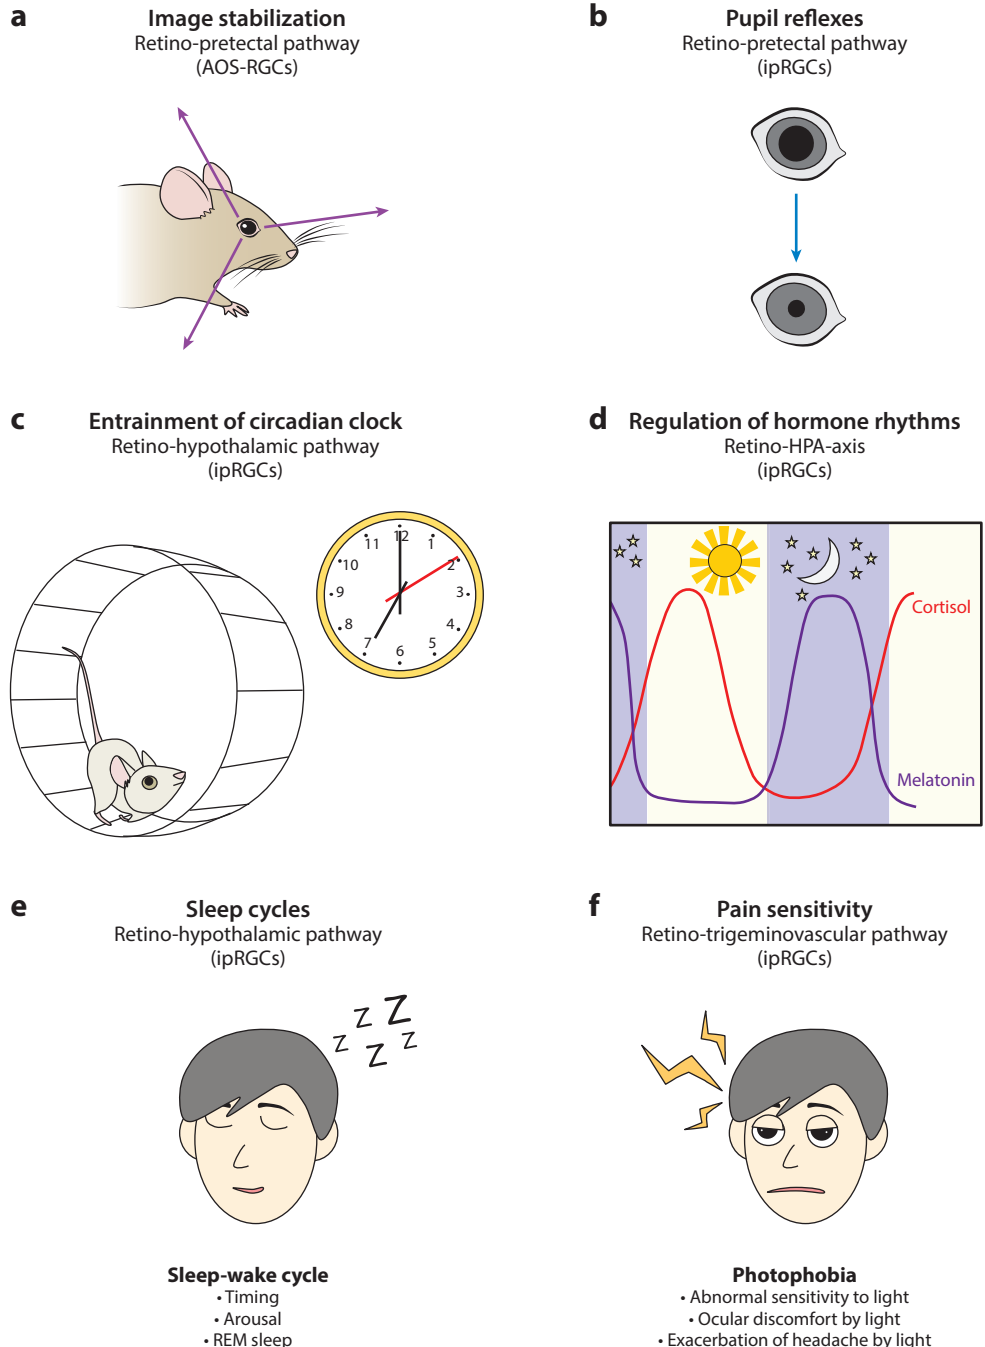 a
Image stabilization
Retino-pretectal pathway
(AOS-RGCs)
b
Pupil reflexes
Retino-pretectal pathway
(ipRGCs)
c
Entrainment of circadian clock
Retino-hypothalamic pathway
(ipRGCs)
12
1
2
3
4
5
6
7
8
9
10
11
d
Regulation of hormone rhythms
Retino-HPA-axis
(ipRGCs)
Cortisol
Melatonin
e
Sleep cycles
Retino-hypothalamic pathway
(ipRGCs)
z
z
z
z
z
Sleep-wake cycle
• Timing
• Arousal
• REM sleep
f
Pain sensitivity
Retino-trigeminovascular pathway
(ipRGCs)
Photophobia
• Abnormal sensitivity to light
• Ocular discomfort by light
• Exacerbation of headache by light